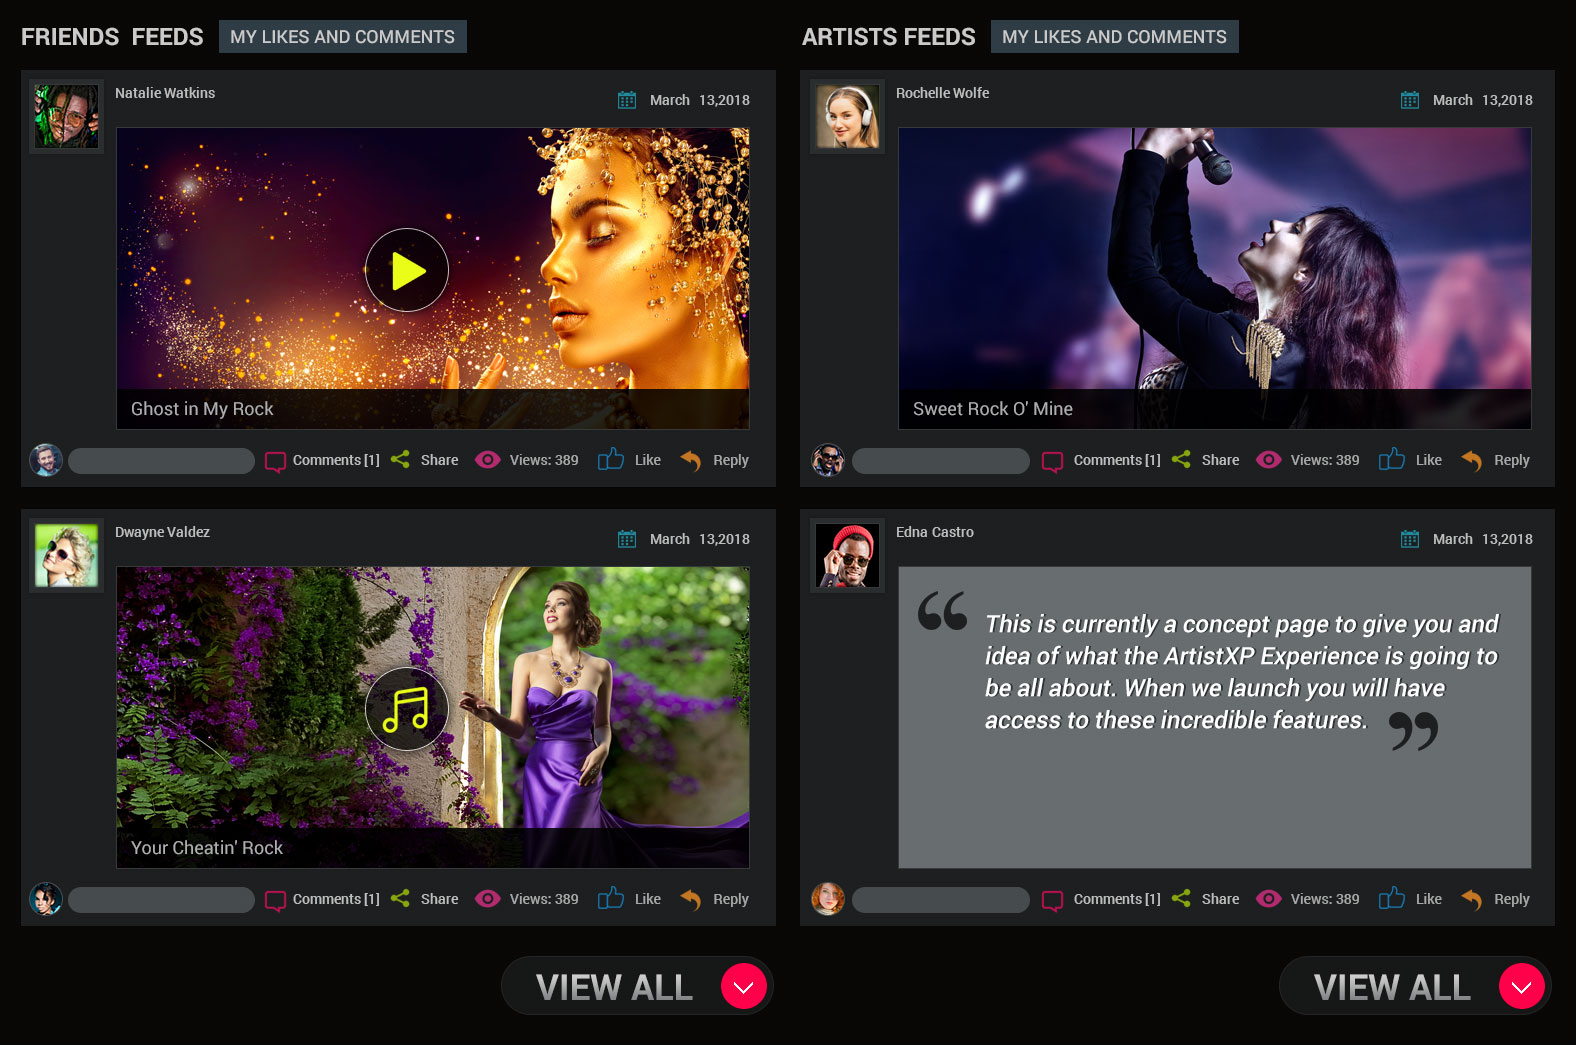 FRIENDS FEEDS
MY LIKES AND COMMENTS
Natalie Watkins
March 13,2018
Ghost in My Rock
Comments [1]
Share
Views: 389
Like
Reply
Dwayne Valdez
March 13,2018
Your Cheatin' Rock
Comments [1]
Share
Views: 389
Like
Reply
VIEW ALL
ARTISTS FEEDS
MY LIKES AND COMMENTS
Rochelle Wolfe
March 13,2018
Sweet Rock O' Mine
Comments [1]
Share
Views: 389
Like
Reply
Edna Castro
March 13,2018
“ This is currently a concept page to give you and
idea of what the ArtistXP Experience is going to
be all about. When we launch you will have
access to these incredible features. ”
Comments [1]
Share
Views: 389
Like
Reply
VIEW ALL